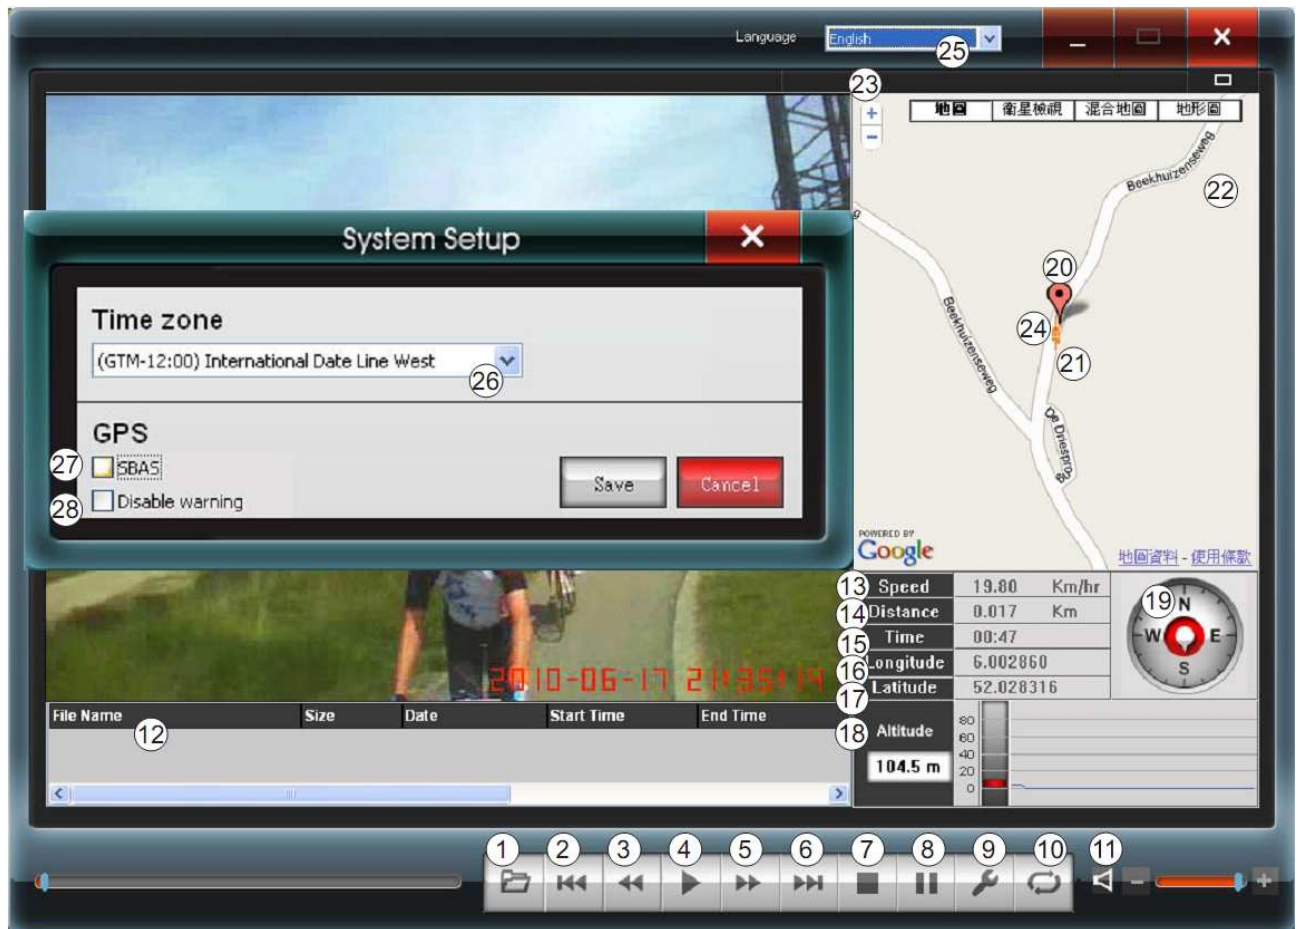 Language English 25
23
地圖 衛星檢視 混合地圖 地形圖
+
−
Beekhuizenseweg
22
System Setup
20
Time zone
24
(GTM-12:00) International Date Line West
26
21
Beekhuizenseweg
GPS
De Driesprong
27 SBAS
28 Disable warning
Save Cancel
POWERED BY
Google
地圖資料 - 使用條款
13 Speed 19.80 Km/hr
14 Distance 0.017 Km
15 Time 00:47
16 Longitude 6.002860
17 Latitude 52.028316
19 N
W E
S
2010-06-17 21:35:14
File Name Size Date Start Time End Time
12
18 Altitude
104.5 m
80
60
40
20
0
1 2 3 4 5 6 7 8 9 10 11
− +